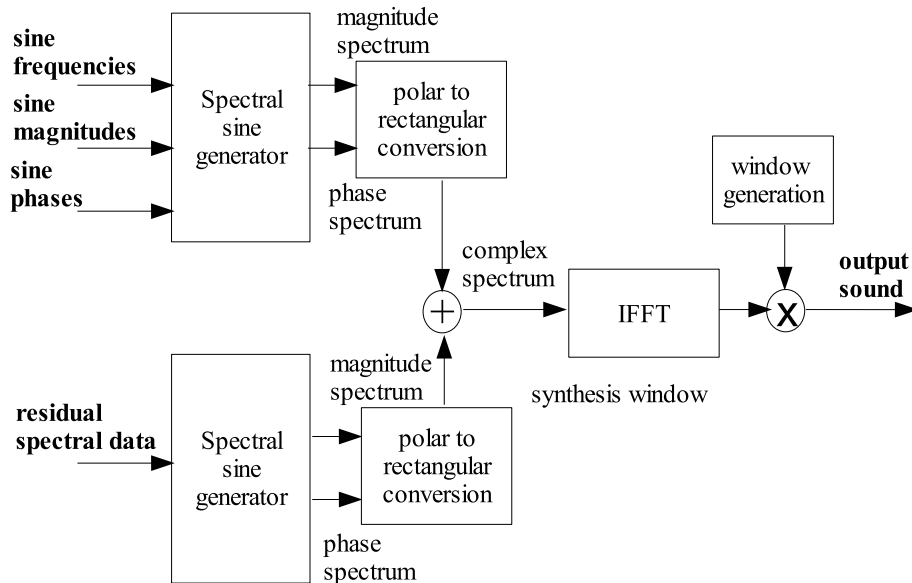 sine
frequencies
sine
magnitudes
sine
phases
Spectral
sine
generator
magnitude
spectrum
polar to
rectangular
conversion
phase
spectrum
window
generation
complex
spectrum
output
sound
+
IFFT
X
synthesis window
residual
spectral data
Spectral
sine
generator
magnitude
spectrum
polar to
rectangular
conversion
phase
spectrum